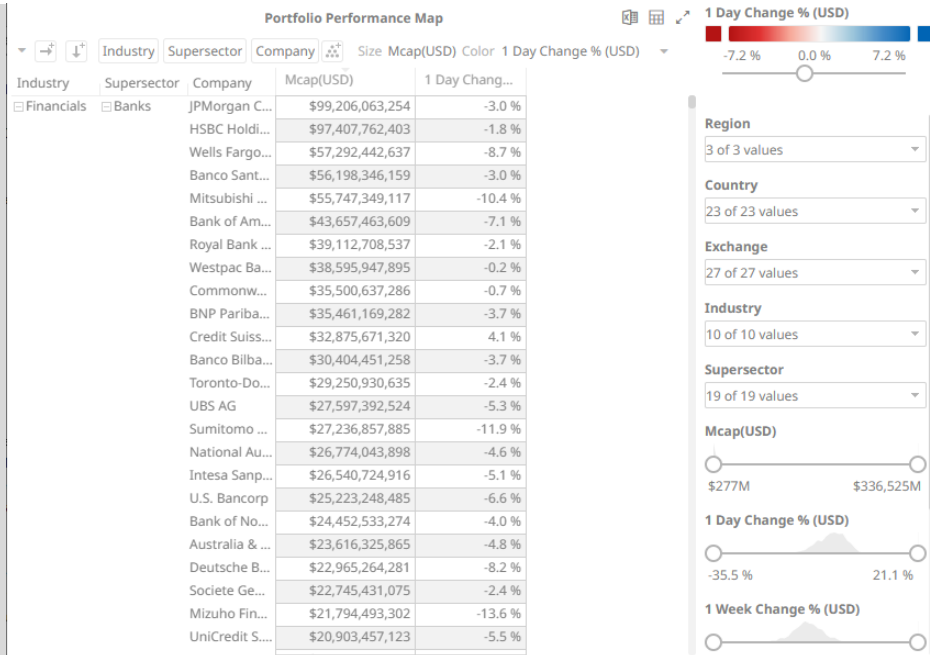 Portfolio Performance Map
Industry Supersector Company Size Mcap(USD) Color 1 Day Change % (USD)
Industry Supersector Company Mcap(USD) 1 Day Chang...
Financials Banks JPMorgan C... $99,206,063,254 -3.0 %
HSBC Holdi... $97,407,762,403 -1.8 %
Wells Fargo... $57,292,442,637 -8.7 %
Banco Sant... $56,198,346,159 -3.0 %
Mitsubishi ... $55,747,349,117 -10.4 %
Bank of Am... $43,657,463,609 -7.1 %
Royal Bank ... $39,112,708,537 -2.1 %
Westpac Ba... $38,595,947,895 -0.2 %
Commonw... $35,500,637,286 -0.7 %
BNP Pariba... $35,461,169,282 -3.7 %
Credit Suiss... $32,875,671,320 4.1 %
Banco Bilba... $30,404,451,258 -3.7 %
Toronto-Do... $29,250,930,635 -2.4 %
UBS AG $27,597,392,524 -5.3 %
Sumitomo ... $27,236,857,885 -11.9 %
National Au... $26,774,043,898 -4.6 %
Intesa Sanp... $26,540,724,916 -5.1 %
U.S. Bancorp $25,223,248,485 -6.6 %
Bank of No... $24,452,533,274 -4.0 %
Australia & ... $23,616,325,865 -4.8 %
Deutsche B... $22,965,264,281 -8.2 %
Societe Ge... $22,745,431,075 -2.4 %
Mizuho Fin... $21,794,493,302 -13.6 %
UniCredit S.... $20,903,457,123 -5.5 %
1 Day Change % (USD)
-7.2 % 0.0 % 7.2 %
Region
3 of 3 values
Country
23 of 23 values
Exchange
27 of 27 values
Industry
10 of 10 values
Supersector
19 of 19 values
Mcap(USD)
$277M $336,525M
1 Day Change % (USD)
-35.5 % 21.1 %
1 Week Change % (USD)